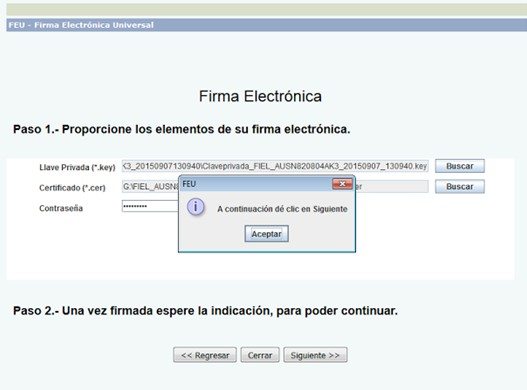 FEU - Firma Electrónica Universal
Firma Electrónica
Paso 1.- Proporcione los elementos de su firma electrónica.
Llave Privada (*.key) K3_20150907130940\Claveprivada_FIEL_AUSN820804AK3_20150907_130940.key Buscar
FEU
Certificado (*.cer) G:\FIEL_AUSN er Buscar
Contraseña ********* A continuación dé clic en Siguiente
Aceptar
Paso 2.- Una vez firmada espere la indicación, para poder continuar.
<< Regresar Cerrar Siguiente >>